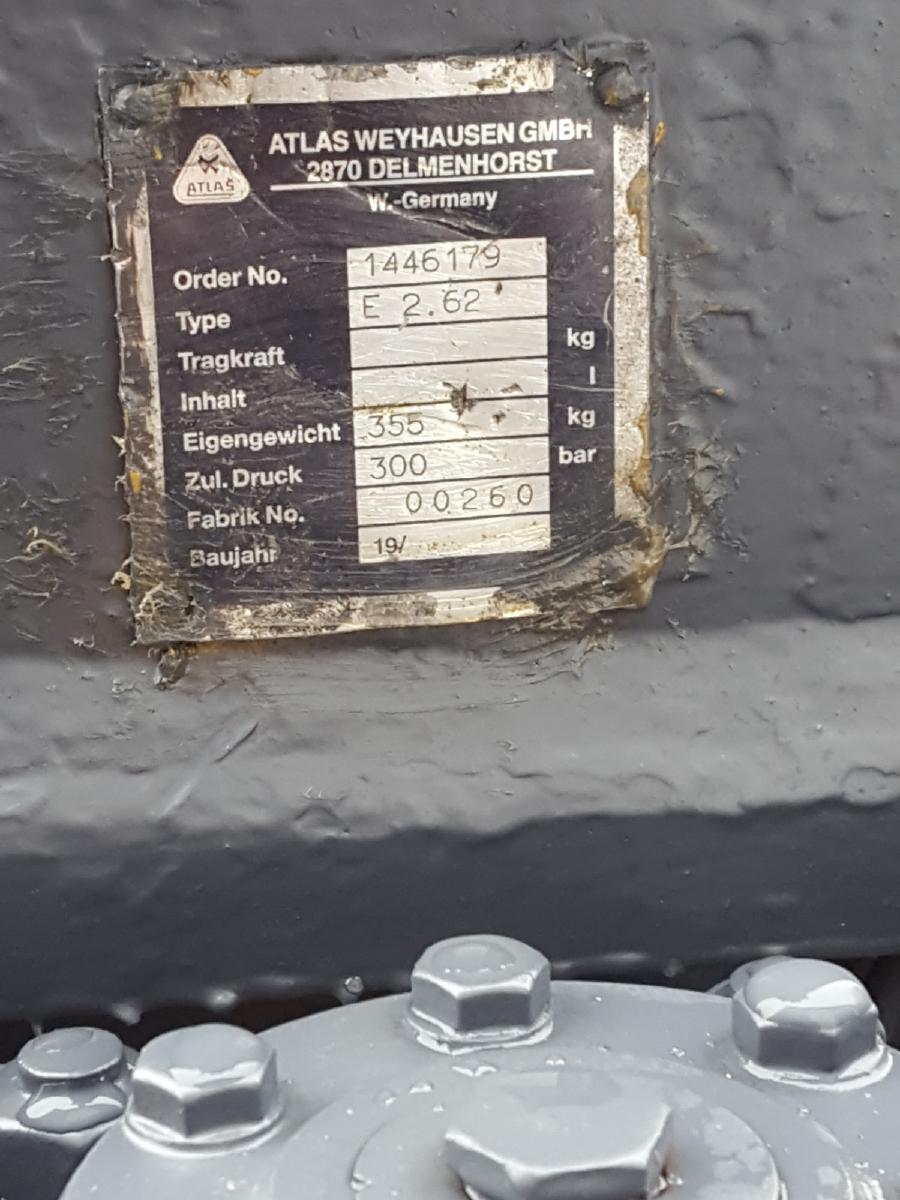 ATLAS
ATLAS WEYHAUSEN GMBH
2870 DELMENHORST
W.-Germany
Order No. 1446179
Type E 2.62
Tragkraft kg
Inhalt l
Eigengewicht 355 kg
Zul. Druck 300 bar
Fabrik No. 00260
Baujahr 19/